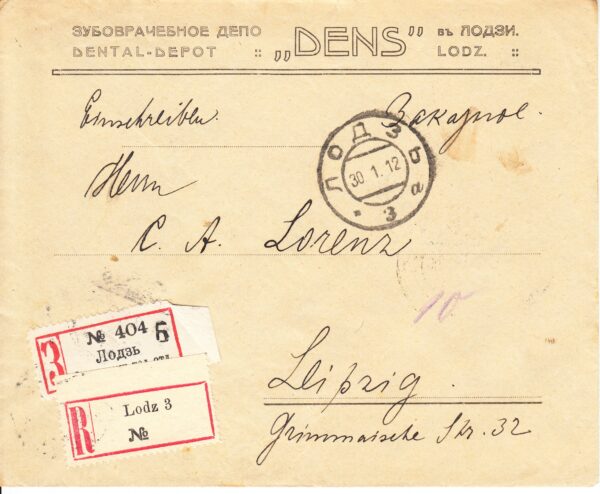 ЗУБОВРАЧЕБНОЕ ДЕПО „DENS" въ ЛОДЗИ.
DENTAL-DEPOT :: LODZ. ::
Einschreiben. Заказное.
ЛОДЗЬ
30 1. 12
* 3 a
Herrn
C. A. Lorenz
10
З № 404 Б
Лодзь
R Lodz 3
№
Leipzig.
Grimmaische Str. 32